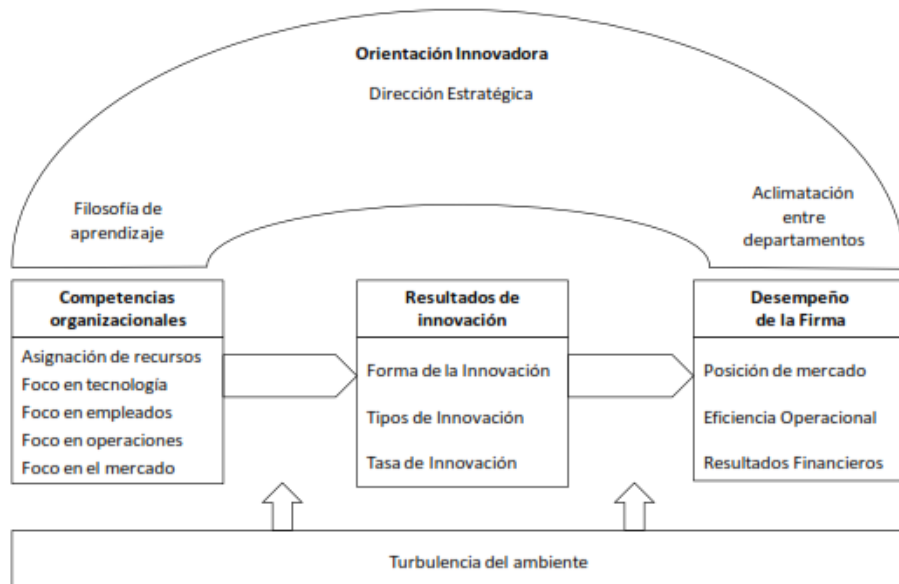 Orientación Innovadora
Dirección Estratégica
Filosofía de
aprendizaje
Aclimatación
entre
departamentos
Competencias
organizacionales
Asignación de recursos
Foco en tecnología
Foco en empleados
Foco en operaciones
Foco en el mercado
Resultados de
innovación
Forma de la Innovación
Tipos de Innovación
Tasa de Innovación
Desempeño
de la Firma
Posición de mercado
Eficiencia Operacional
Resultados Financieros
Turbulencia del ambiente